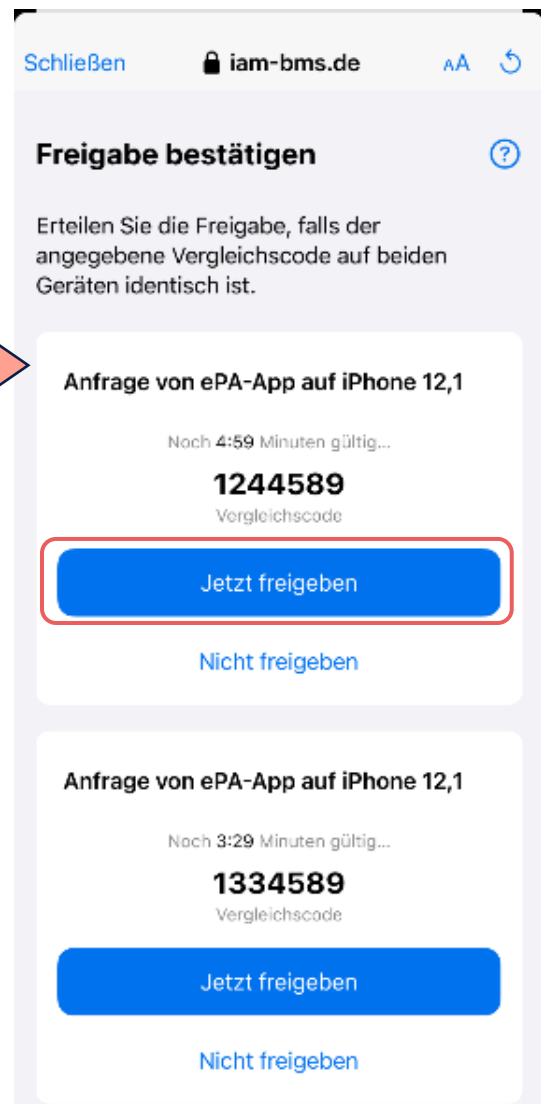 Schließen iam-bms.de AA
Freigabe bestätigen ?
Erteilen Sie die Freigabe, falls der
angegebene Vergleichscode auf beiden
Geräten identisch ist.
Anfrage von ePA-App auf iPhone 12,1
Noch 4:59 Minuten gültig...
1244589
Vergleichscode
Jetzt freigeben
Nicht freigeben
Anfrage von ePA-App auf iPhone 12,1
Noch 3:29 Minuten gültig...
1334589
Vergleichscode
Jetzt freigeben
Nicht freigeben